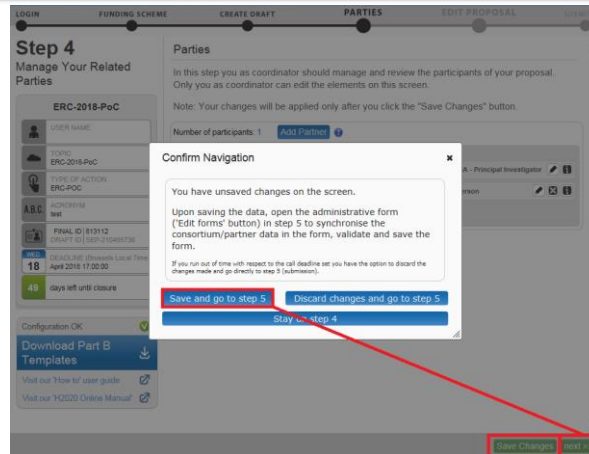 LOGIN
FUNDING SCHEME
CREATE DRAFT
PARTIES
EDIT PROPOSAL
Step 4
Manage Your Related
Parties
Parties
In this step you as coordinator should manage and review the participants of your proposal.
Only you as coordinator can edit the elements on this screen.
Note: Your changes will be applied only after you click the "Save Changes" button.
Number of participants: 1
Add Partner
ERC-2018-PoC
USER NAME
TOPIC
ERC-2018-PoC
TYPE OF ACTION
ERC-POC
A.B.C.
ACRONYM
test
FINAL ID | 813112
DRAFT ID | SEP-210495736
WED
18
DEADLINE (Brussels Local Time)
April 2018 17:00:00
49
days left until closure
Configuration OK
Download Part B
Templates
Visit our 'How to' user guide
Visit our 'H2020 Online Manual'
A - Principal Investigator
Confirm Navigation
You have unsaved changes on the screen.
Upon saving the data, open the administrative form
('Edit forms' button) in step 5 to synchronise the
consortium/partner data in the form, validate and save the
form.
If you run out of time with respect to the call deadline set you have the option to discard the
changes made and go directly to step 5 (submission).
Save and go to step 5
Discard changes and go to step 5
Stay on step 4
Save Changes
next >